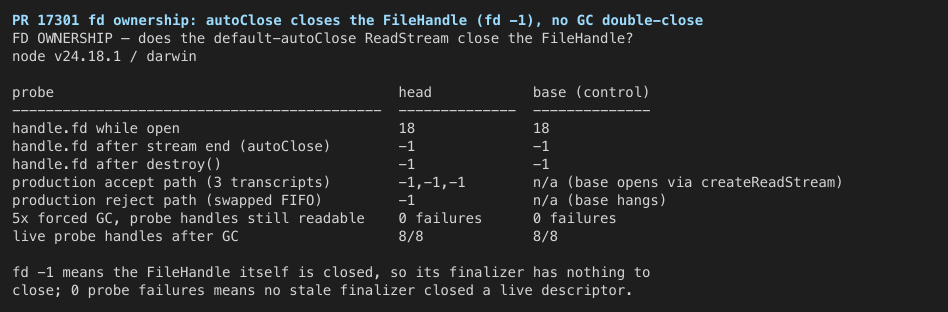 PR 17301 fd ownership: autoClose closes the FileHandle (fd -1), no GC double-close
FD OWNERSHIP — does the default-autoClose ReadStream close the FileHandle?
node v24.18.1 / darwin
probe head base (control)
------------------------------------------- -------------- --------------
handle.fd while open 18 18
handle.fd after stream end (autoClose) -1 -1
handle.fd after destroy() -1 -1
production accept path (3 transcripts) -1,-1,-1 n/a (base opens via createReadStream)
production reject path (swapped FIFO) -1 n/a (base hangs)
5x forced GC, probe handles still readable 0 failures 0 failures
live probe handles after GC 8/8 8/8
fd -1 means the FileHandle itself is closed, so its finalizer has nothing to
close; 0 probe failures means no stale finalizer closed a live descriptor.